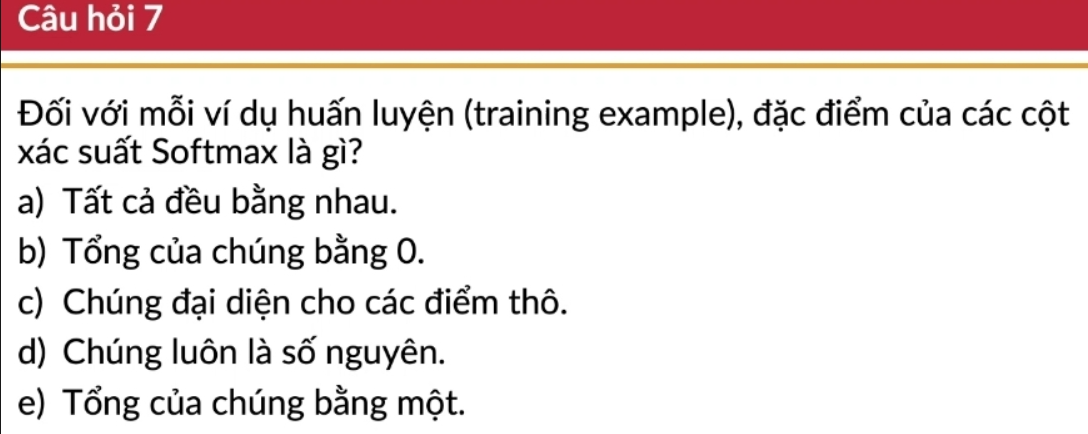 Câu hỏi 7
Đối với mỗi ví dụ huấn luyện (training example), đặc điểm của các cột
xác suất Softmax là gì?
a) Tất cả đều bằng nhau.
b) Tổng của chúng bằng 0.
c) Chúng đại diện cho các điểm thô.
d) Chúng luôn là số nguyên.
e) Tổng của chúng bằng một.